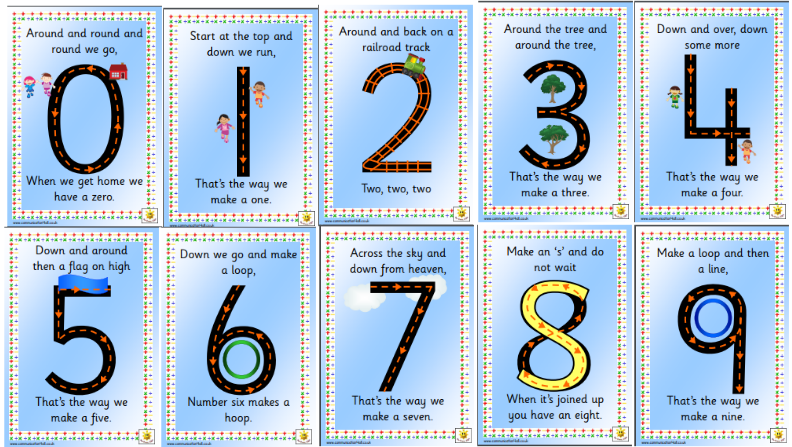 Around and round and
round we go,
0
When we get home we
have a zero.
Start at the top and
down we run,
1
That's the way we
make a one.
Around and back on a
railroad track
2
Two, two, two
Around the tree and
around the tree,
3
That's the way we
make a three.
Down and over, down
some more
4
That's the way we
make a four.
Down and around
then a flag on high
5
That's the way we
make a five.
Down we go and make
a loop,
6
Number six makes a
hoop.
Across the sky and
down from heaven,
7
That's the way we
make a seven.
Make an 's' and do
not wait
8
When it's joined up
you have an eight.
Make a loop and then
a line,
9
That's the way we
make a nine.